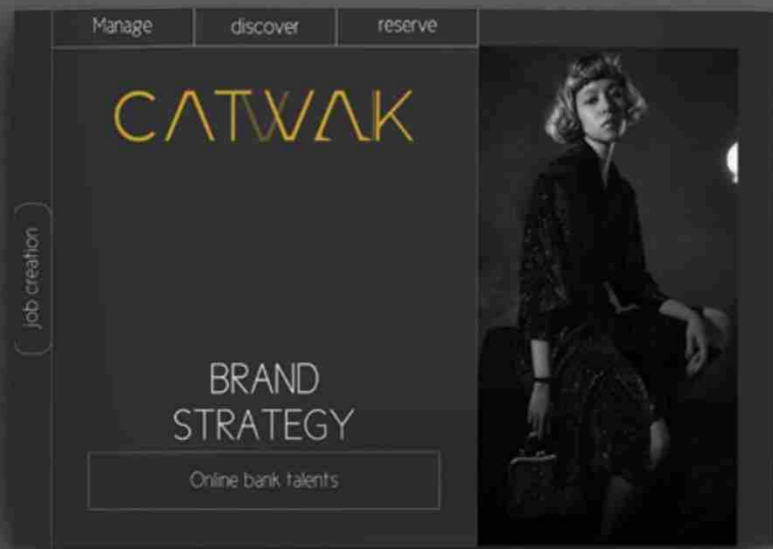 Manage
discover
reserve
CATWAK
job creation
BRAND
STRATEGY
Online bank talents